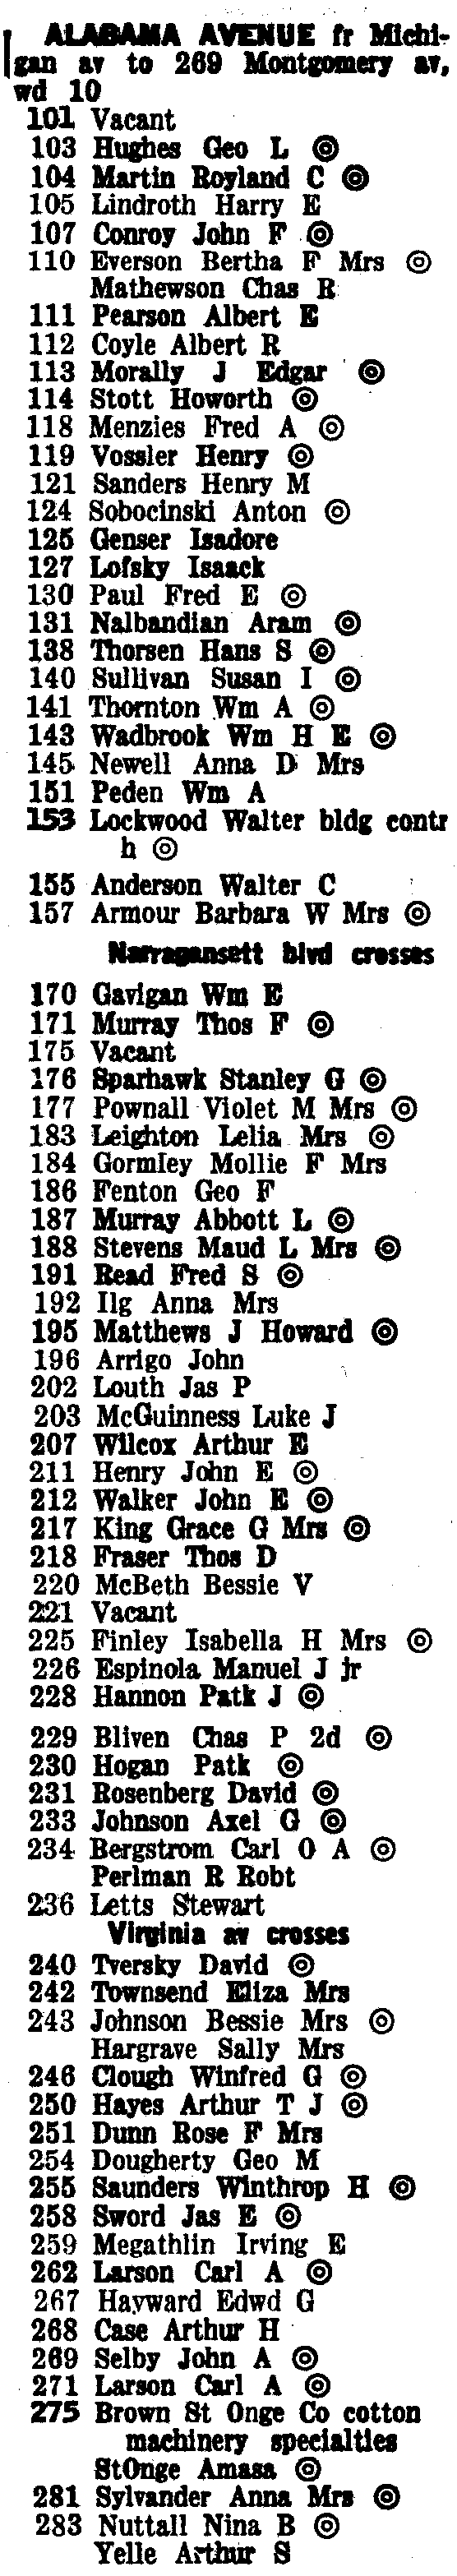 ALABAMA AVENUE fr Michi-
gan av to 269 Montgomery av,
wd 10
101 Vacant
103 Hughes Geo L ◎
104 Martin Royland C ◎
105 Lindroth Harry E
107 Conroy John F ◎
110 Everson Bertha F Mrs ◎
Mathewson Chas R
111 Pearson Albert E
112 Coyle Albert R
113 Morally J Edgar ◎
114 Stott Howorth ◎
118 Menzies Fred A ◎
119 Vossler Henry ◎
121 Sanders Henry M
124 Sobocinski Anton ◎
125 Genser Isadore
127 Lofsky Isaack
130 Paul Fred E ◎
131 Nalbandian Aram ◎
138 Thorsen Hans S ◎
140 Sullivan Susan I ◎
141 Thornton Wm A ◎
143 Wadbrook Wm H E ◎
145 Newell Anna D Mrs
151 Peden Wm A
153 Lockwood Walter bldg contr
h ◎
155 Anderson Walter C
157 Armour Barbara W Mrs ◎
Narragansett blvd crosses
170 Gavigan Wm E
171 Murray Thos F ◎
175 Vacant
176 Sparhawk Stanley G ◎
177 Pownall Violet M Mrs ◎
183 Leighton Lelia Mrs ◎
184 Gormley Mollie F Mrs
186 Fenton Geo F
187 Murray Abbott L ◎
188 Stevens Maud L Mrs ◎
191 Read Fred S ◎
192 Ilg Anna Mrs
195 Matthews J Howard ◎
196 Arrigo John
202 Louth Jas P
203 McGuinness Luke J
207 Wilcox Arthur E
211 Henry John E ◎
212 Walker John E ◎
217 King Grace G Mrs ◎
218 Fraser Thos D
220 McBeth Bessie V
221 Vacant
225 Finley Isabella H Mrs ◎
226 Espinola Manuel J jr
228 Hannon Patk J ◎
229 Bliven Chas P 2d ◎
230 Hogan Patk ◎
231 Rosenberg David ◎
233 Johnson Axel G ◎
234 Bergstrom Carl O A ◎
Perlman R Robt
236 Letts Stewart
Virginia av crosses
240 Tversky David ◎
242 Townsend Eliza Mrs
243 Johnson Bessie Mrs ◎
Hargrave Sally Mrs
246 Clough Winfred G ◎
250 Hayes Arthur T J ◎
251 Dunn Rose F Mrs
254 Dougherty Geo M
255 Saunders Winthrop H ◎
258 Sword Jas E ◎
259 Megathlin Irving E
262 Larson Carl A ◎
267 Hayward Edwd G
268 Case Arthur H
269 Selby John A ◎
271 Larson Carl A ◎
275 Brown St Onge Co cotton
machinery specialties
StOnge Amasa ◎
281 Sylvander Anna Mrs ◎
283 Nuttall Nina B ◎
Yelle Arthur S